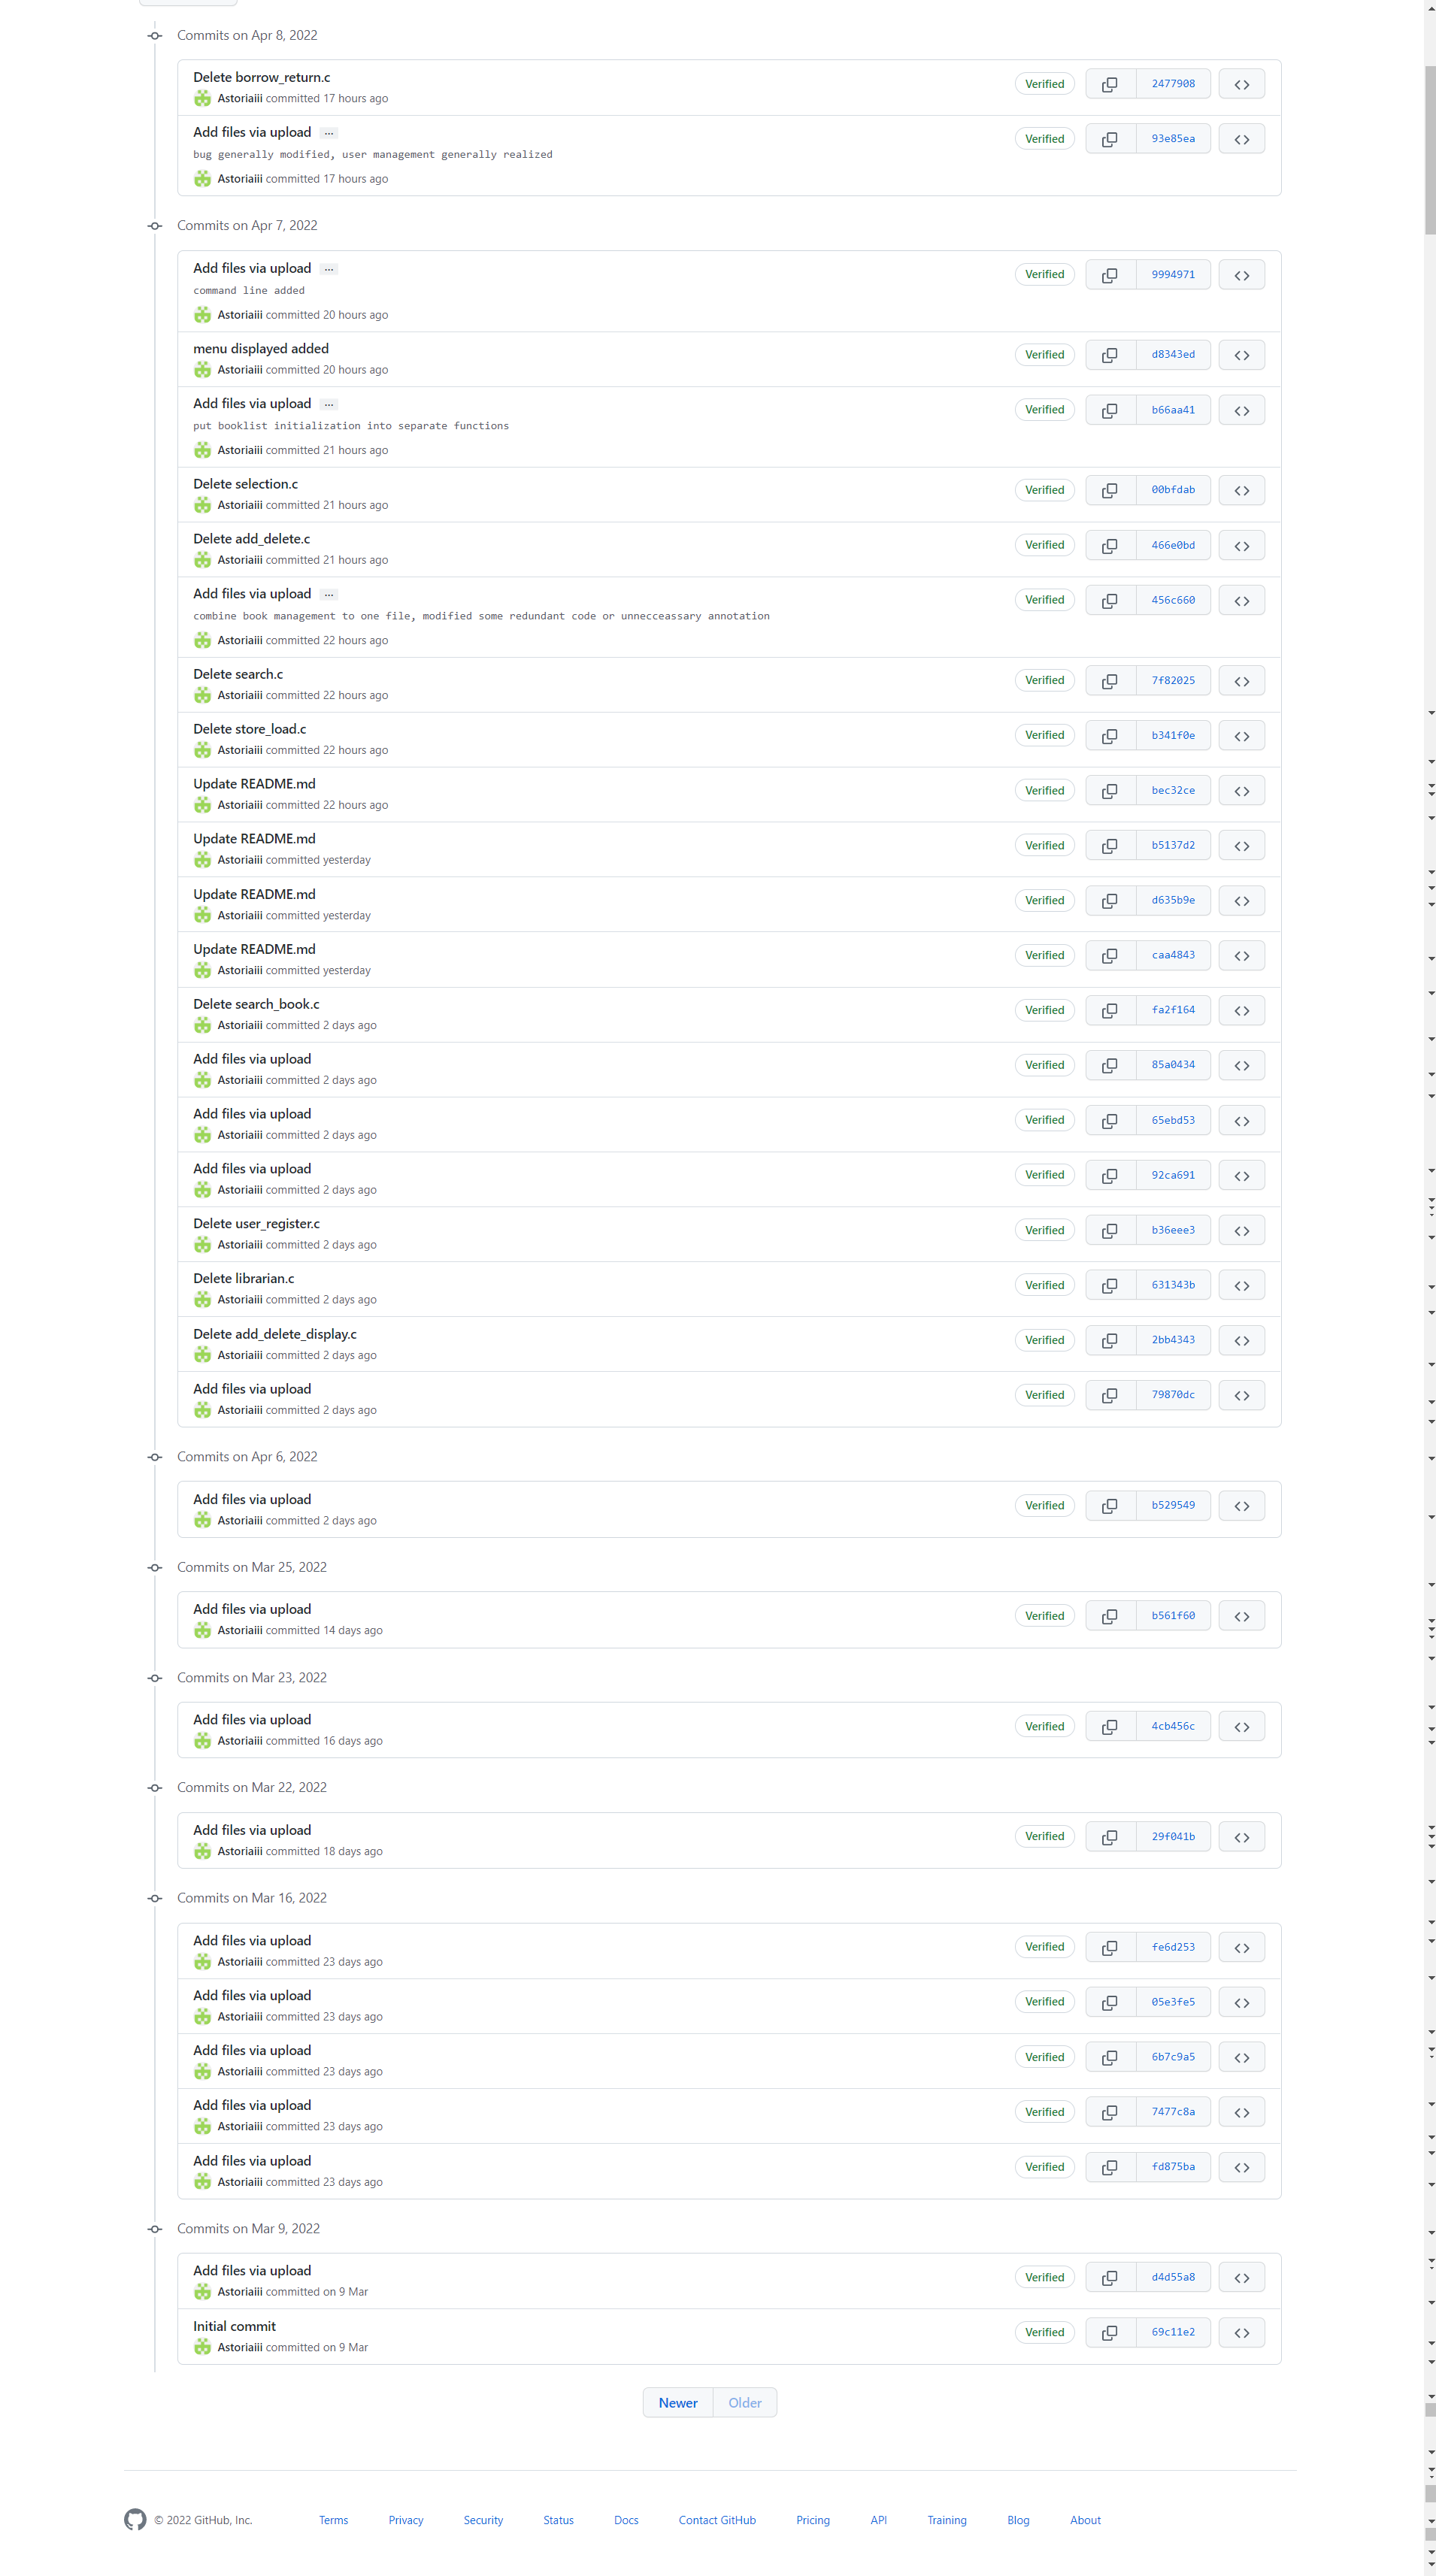 Commits on Apr 8, 2022
Delete borrow_return.c
Astoriaiii committed 17 hours ago
Verified
2477908
Add files via upload ...
bug generally modified, user management generally realized
Astoriaiii committed 17 hours ago
Verified
93e85ea
Commits on Apr 7, 2022
Add files via upload ...
command line added
Astoriaiii committed 20 hours ago
Verified
9994971
menu displayed added
Astoriaiii committed 20 hours ago
Verified
d8343ed
Add files via upload ...
put booklist initialization into separate functions
Astoriaiii committed 21 hours ago
Verified
b66aa41
Delete selection.c
Astoriaiii committed 21 hours ago
Verified
00bfdab
Delete add_delete.c
Astoriaiii committed 21 hours ago
Verified
466e0bd
Add files via upload ...
combine book management to one file, modified some redundant code or unnecceassary annotation
Astoriaiii committed 22 hours ago
Verified
456c660
Delete search.c
Astoriaiii committed 22 hours ago
Verified
7f82025
Delete store_load.c
Astoriaiii committed 22 hours ago
Verified
b341f0e
Update README.md
Astoriaiii committed 22 hours ago
Verified
bec32ce
Update README.md
Astoriaiii committed yesterday
Verified
b5137d2
Update README.md
Astoriaiii committed yesterday
Verified
d635b9e
Update README.md
Astoriaiii committed yesterday
Verified
caa4843
Delete search_book.c
Astoriaiii committed 2 days ago
Verified
fa2f164
Add files via upload
Astoriaiii committed 2 days ago
Verified
85a0434
Add files via upload
Astoriaiii committed 2 days ago
Verified
65ebd53
Add files via upload
Astoriaiii committed 2 days ago
Verified
92ca691
Delete user_register.c
Astoriaiii committed 2 days ago
Verified
b36eee3
Delete librarian.c
Astoriaiii committed 2 days ago
Verified
631343b
Delete add_delete_display.c
Astoriaiii committed 2 days ago
Verified
2bb4343
Add files via upload
Astoriaiii committed 2 days ago
Verified
79870dc
Commits on Apr 6, 2022
Add files via upload
Astoriaiii committed 2 days ago
Verified
b529549
Commits on Mar 25, 2022
Add files via upload
Astoriaiii committed 14 days ago
Verified
b561f60
Commits on Mar 23, 2022
Add files via upload
Astoriaiii committed 16 days ago
Verified
4cb456c
Commits on Mar 22, 2022
Add files via upload
Astoriaiii committed 18 days ago
Verified
29f041b
Commits on Mar 16, 2022
Add files via upload
Astoriaiii committed 23 days ago
Verified
fe6d253
Add files via upload
Astoriaiii committed 23 days ago
Verified
05e3fe5
Add files via upload
Astoriaiii committed 23 days ago
Verified
6b7c9a5
Add files via upload
Astoriaiii committed 23 days ago
Verified
7477c8a
Add files via upload
Astoriaiii committed 23 days ago
Verified
fd875ba
Commits on Mar 9, 2022
Add files via upload
Astoriaiii committed on 9 Mar
Verified
d4d55a8
Initial commit
Astoriaiii committed on 9 Mar
Verified
69c11e2
Newer Older
© 2022 GitHub, Inc. Terms Privacy Security Status Docs Contact GitHub Pricing API Training Blog About